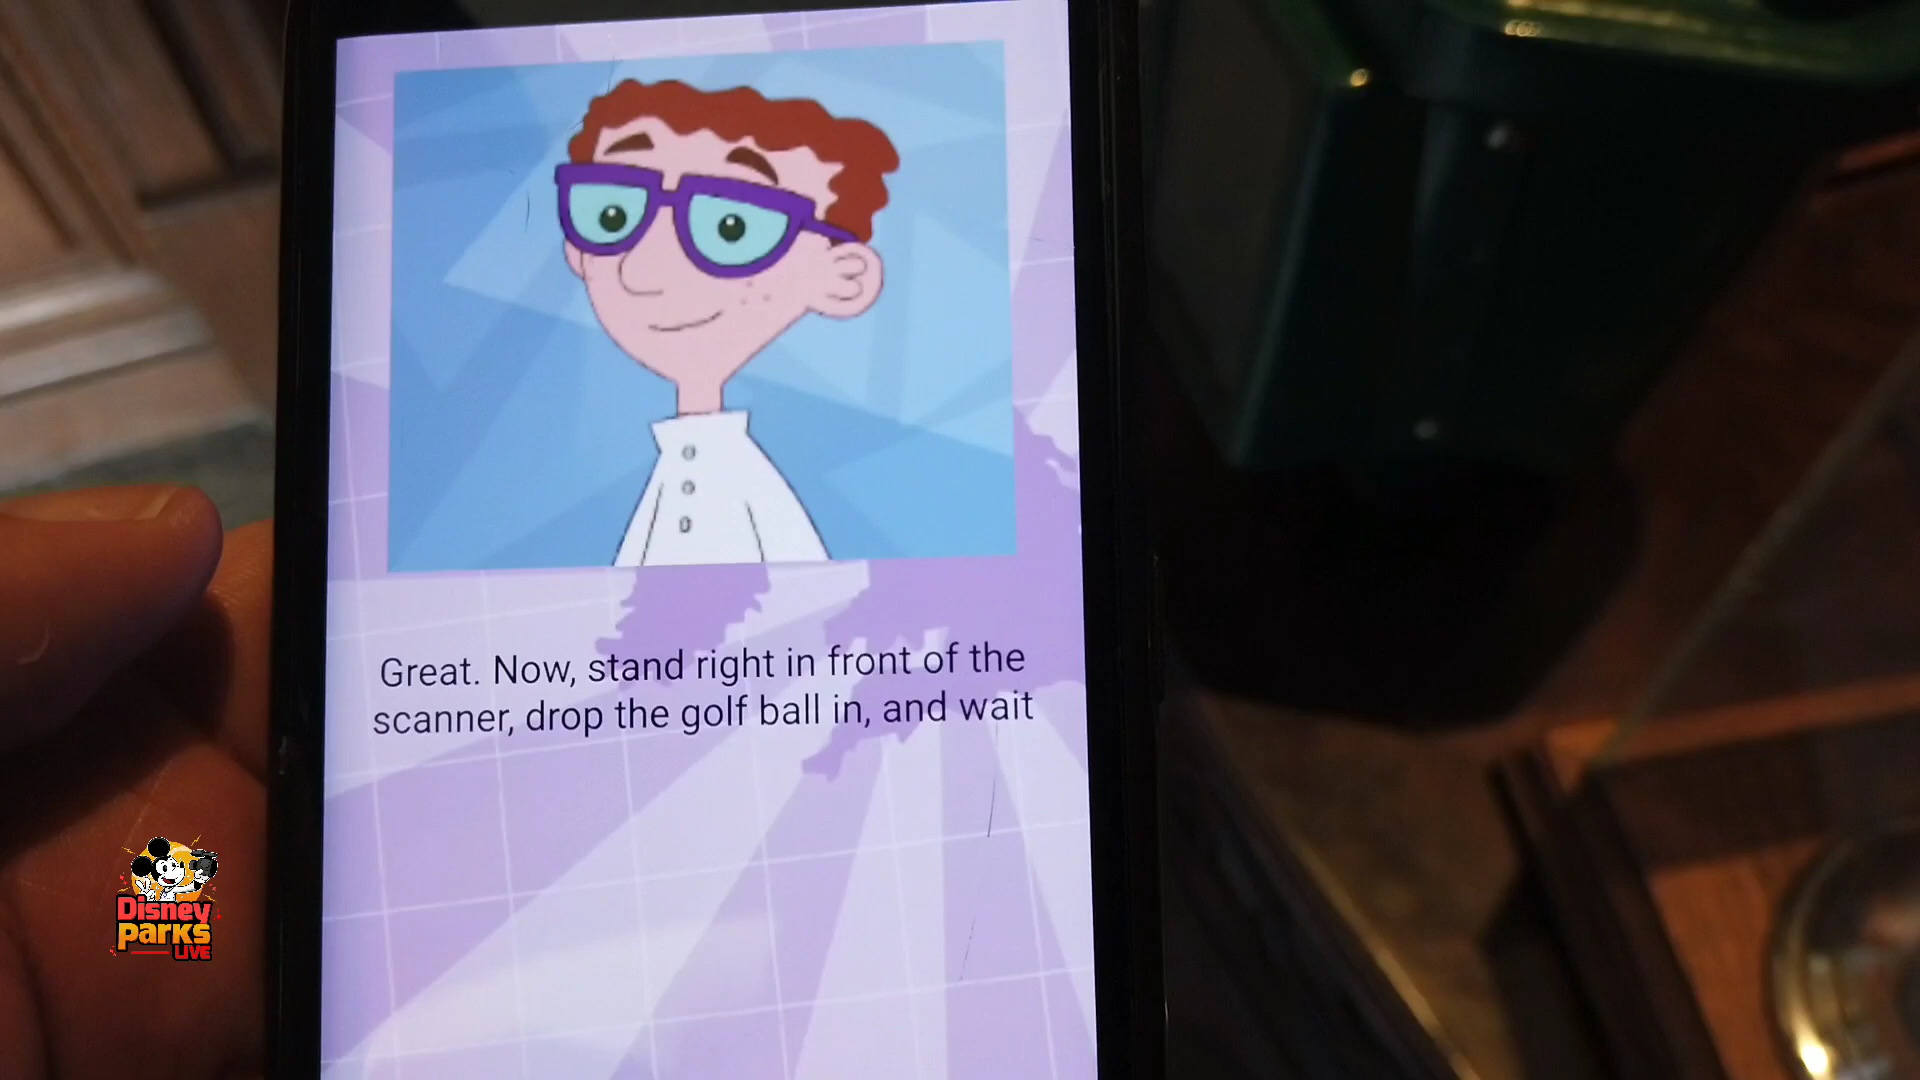 Great. Now, stand right in front of the
scanner, drop the golf ball in, and wait
Disney
Parks
LIVE